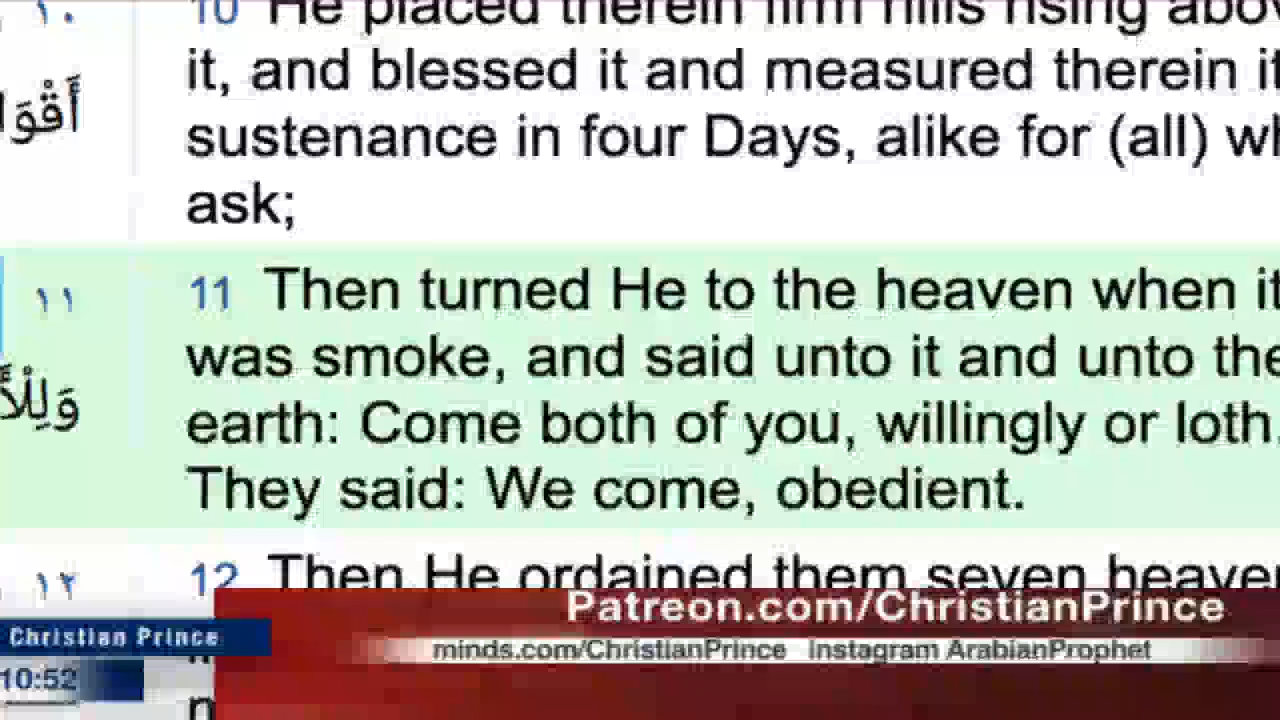 ١٠ 10 He placed therein firm hills rising abov
it, and blessed it and measured therein it
أَقْوَا sustenance in four Days, alike for (all) wh
ask;
١١ 11 Then turned He to the heaven when it
was smoke, and said unto it and unto the
وَلِلْأَ earth: Come both of you, willingly or loth.
They said: We come, obedient.
١٢ 12 Then He ordained them seven heaven
Patreon.com/ChristianPrince
Christian Prince
minds.com/ChristianPrince Instagram ArabianProphet
10:52